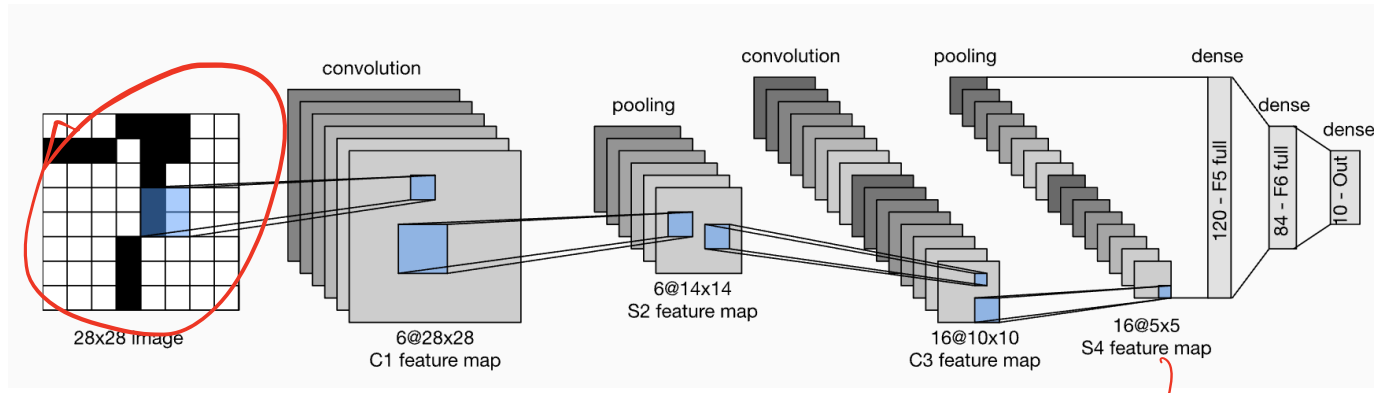 convolution
pooling
convolution
pooling
dense
dense
dense
28x28 image
6@28x28
C1 feature map
6@14x14
S2 feature map
16@10x10
C3 feature map
16@5x5
S4 feature map
120 - F5 full
84 - F6 full
10 - Out